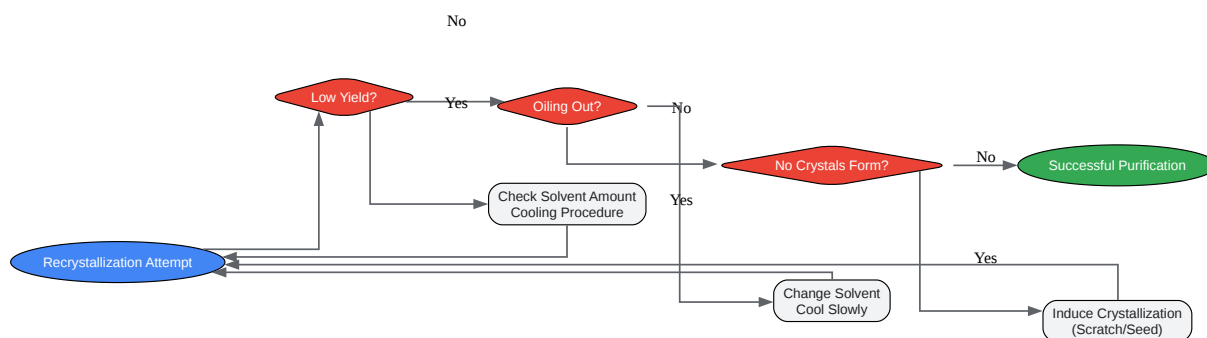 No
Low Yield?
Yes
Oiling Out?
No
No Crystals Form?
No
Successful Purification
Check Solvent Amount
Cooling Procedure
Yes
Recrystallization Attempt
Yes
Change Solvent
Cool Slowly
Induce Crystallization
(Scratch/Seed)